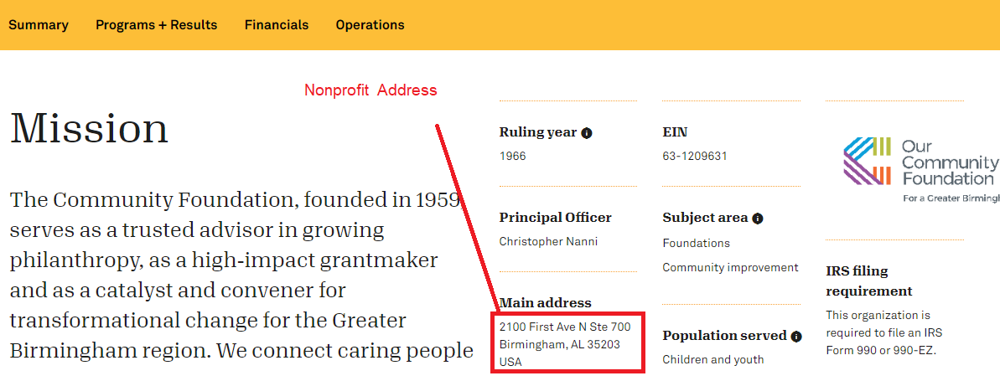 Summary Programs + Results Financials Operations
Nonprofit Address
Mission
The Community Foundation, founded in 1959,
serves as a trusted advisor in growing
philanthropy, as a high-impact grantmaker
and as a catalyst and convener for
transformational change for the Greater
Birmingham region. We connect caring people
Ruling year
1966
Principal Officer
Christopher Nanni
Main address
2100 First Ave N Ste 700
Birmingham, AL 35203
USA
EIN
63-1209631
Subject area
Foundations
Community improvement
Population served
Children and youth
Our
Community
Foundation
For a Greater Birmingh
IRS filing
requirement
This organization is
required to file an IRS
Form 990 or 990-EZ.